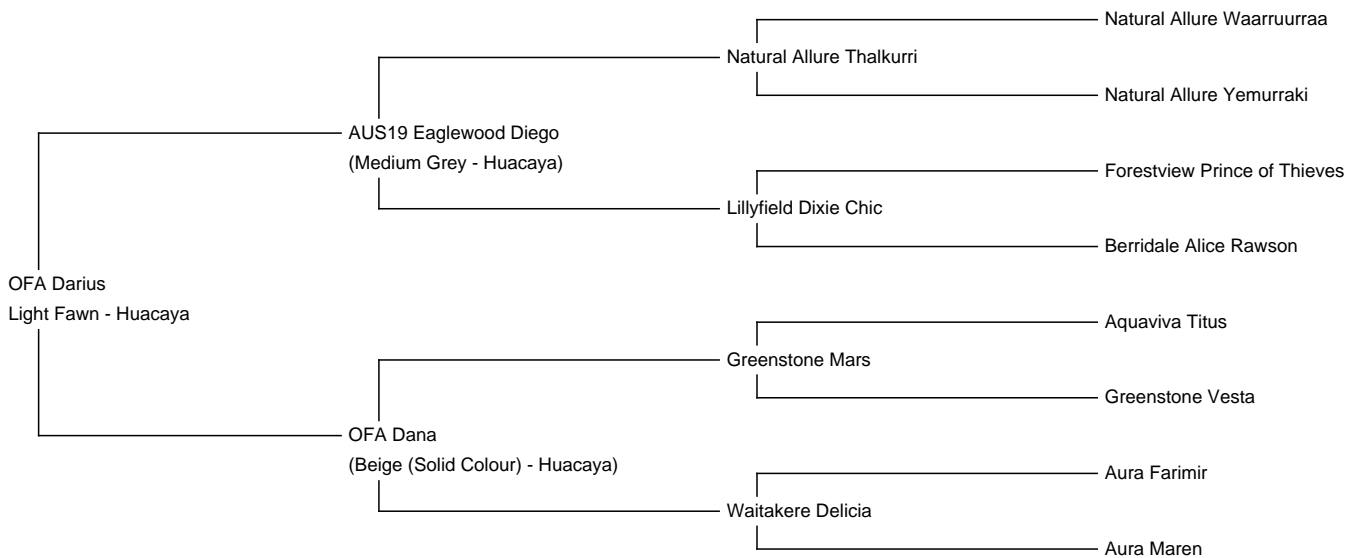 Natural Allure Waarruurraa
Natural Allure Thalkurri
Natural Allure Yemurraki
AUS19 Eaglewood Diego
(Medium Grey - Huacaya)
Forestview Prince of Thieves
Lillyfield Dixie Chic
Berridale Alice Rawson
OFA Darius
Light Fawn - Huacaya
Aquaviva Titus
Greenstone Mars
Greenstone Vesta
OFA Dana
(Beige (Solid Colour) - Huacaya)
Aura Farimir
Waitakere Delicia
Aura Maren